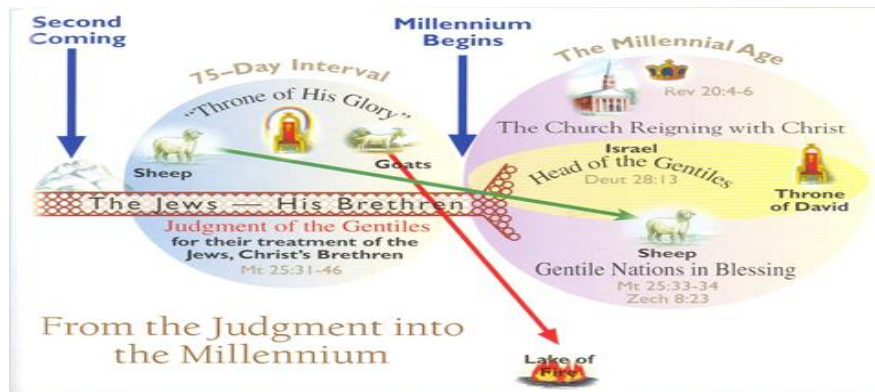 Second
Coming
Millennium
Begins
75–Day Interval
"Throne of His Glory"
Sheep
Goats
The Jews — His Brethren
Judgment of the Gentiles
for their treatment of the
Jews, Christ's Brethren
Mt 25:31-46
The Millennial Age
Rev 20:4-6
The Church Reigning with Christ
Israel
Head of the Gentiles
Deut 28:13
Throne
of David
Sheep
Gentile Nations in Blessing
Mt 25:33-34
Zech 8:23
From the Judgment into
the Millennium
Lake of
Fire